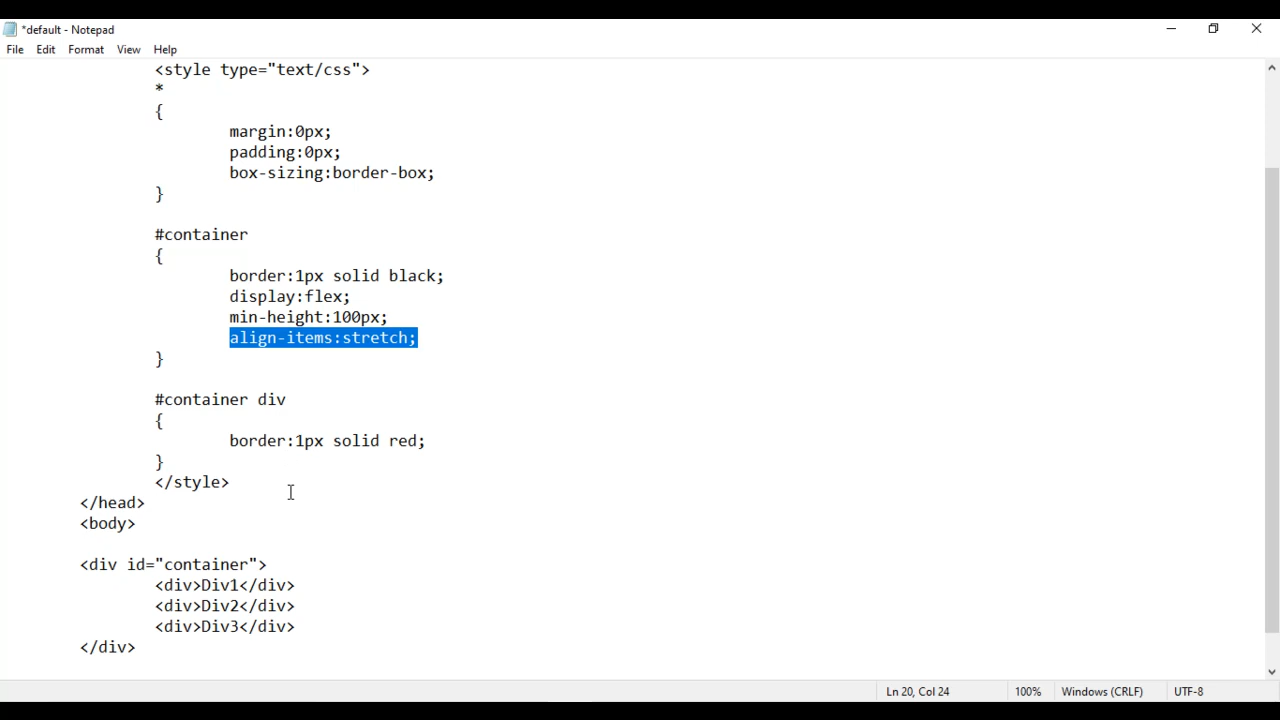 *default - Notepad
File Edit Format View Help
<style type="text/css">
*
{
margin:0px;
padding:0px;
box-sizing:border-box;
}
#container
{
border:1px solid black;
display:flex;
min-height:100px;
align-items:stretch;
}
#container div
{
border:1px solid red;
}
</style>
</head>
<body>
<div id="container">
<div>Div1</div>
<div>Div2</div>
<div>Div3</div>
</div>
Ln 20, Col 24 100% Windows (CRLF) UTF-8